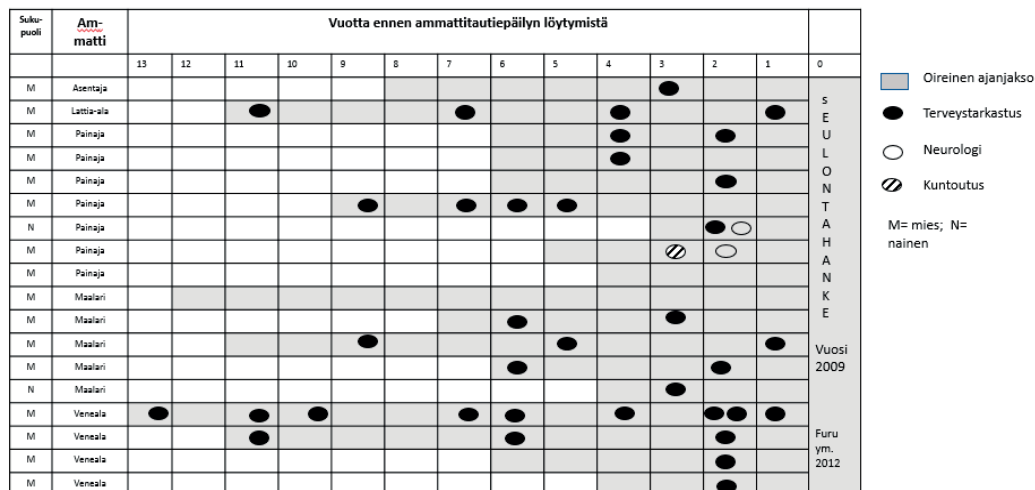 Suku-
puoli
Am-
matti
Vuotta ennen ammattitautiepäilyn löytymistä
13 12 11 10 9 8 7 6 5 4 3 2 1 0
M Asentaja
M Lattia-ala
M Painaja
M Painaja
M Painaja
M Painaja
N Painaja
M Painaja
M Painaja
M Maalari
M Maalari
M Maalari
M Maalari
N Maalari
M Veneala
M Veneala
M Veneala
M Veneala
s
E
U
L
O
N
T
A
H
A
N
K
E
Vuosi
2009
Furu
ym.
2012
Oireinen ajanjakso
Terveystarkastus
Neurologi
Kuntoutus
M= mies; N=
nainen